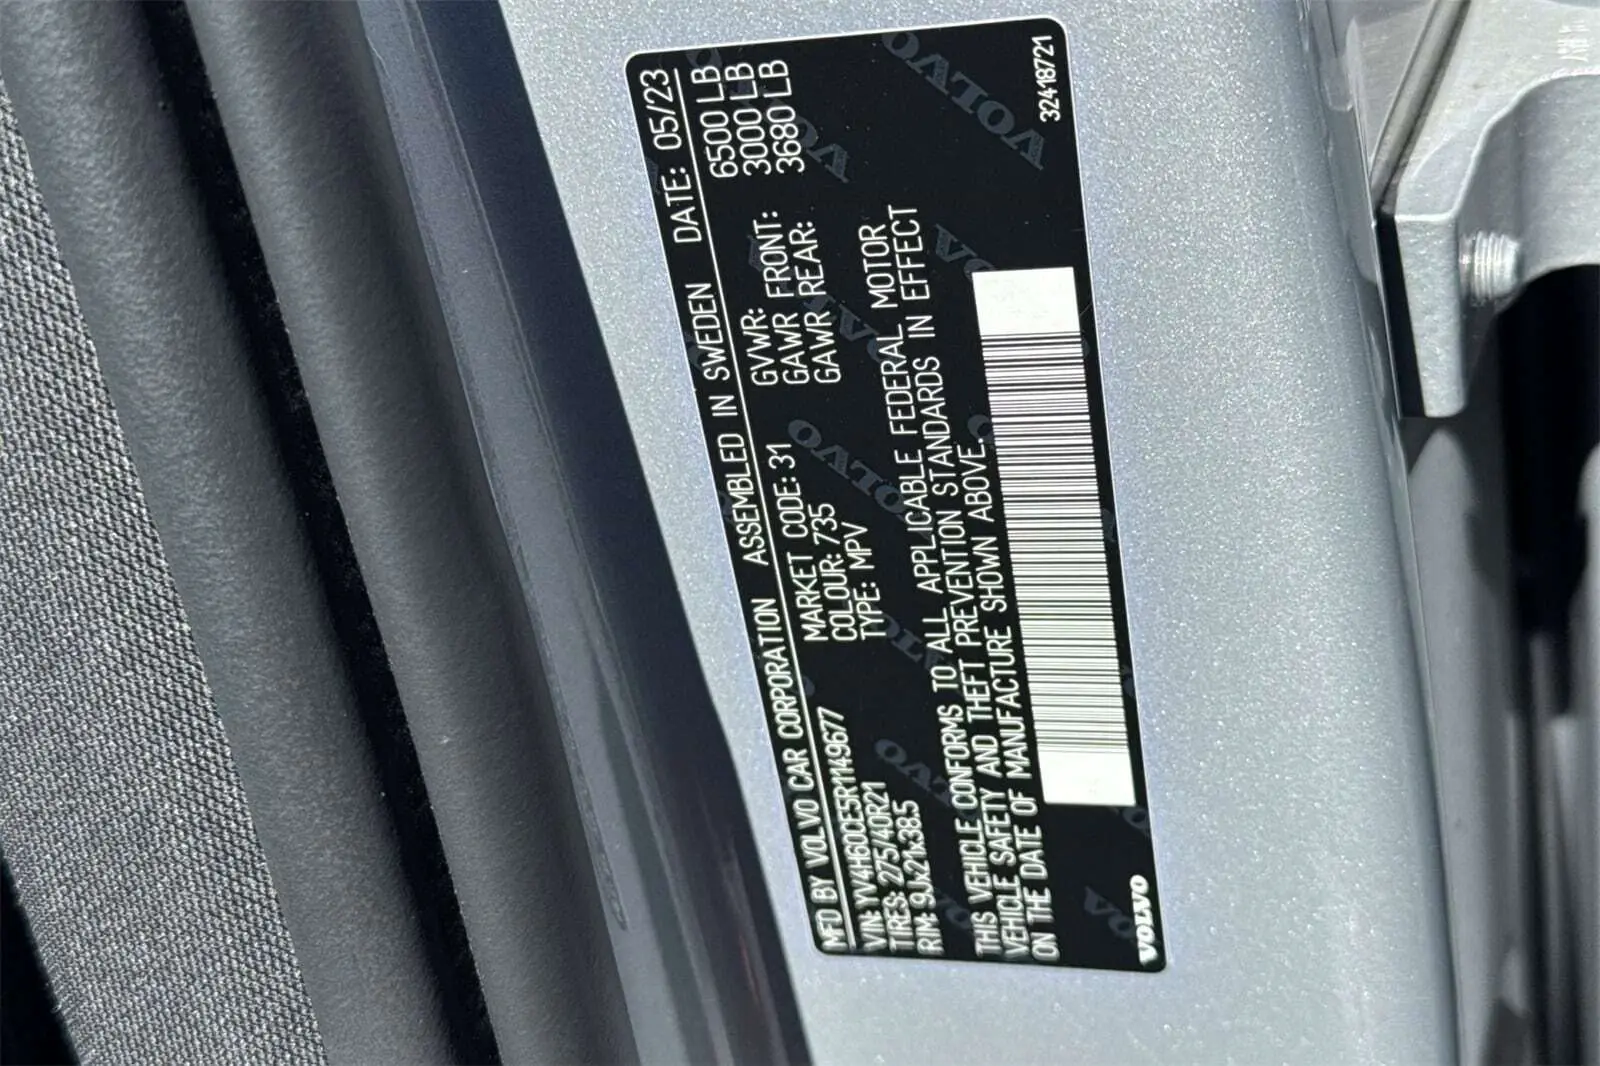 MFD BY VOLVO CAR CORPORATION ASSEMBLED IN SWEDEN DATE: 05/23
VIN: YV4H60CE5R1149677 MARKET CODE: 31 GVWR: 6500 LB
TIRES: 275/40R21 COLOUR: 735 GAWR FRONT: 3000 LB
RIM: 9Jx21x38.5 TYPE: MPV GAWR REAR: 3680 LB
THIS VEHICLE CONFORMS TO ALL APPLICABLE FEDERAL MOTOR
VEHICLE SAFETY AND THEFT PREVENTION STANDARDS IN EFFECT
ON THE DATE OF MANUFACTURE SHOWN ABOVE.
VOLVO
32418721